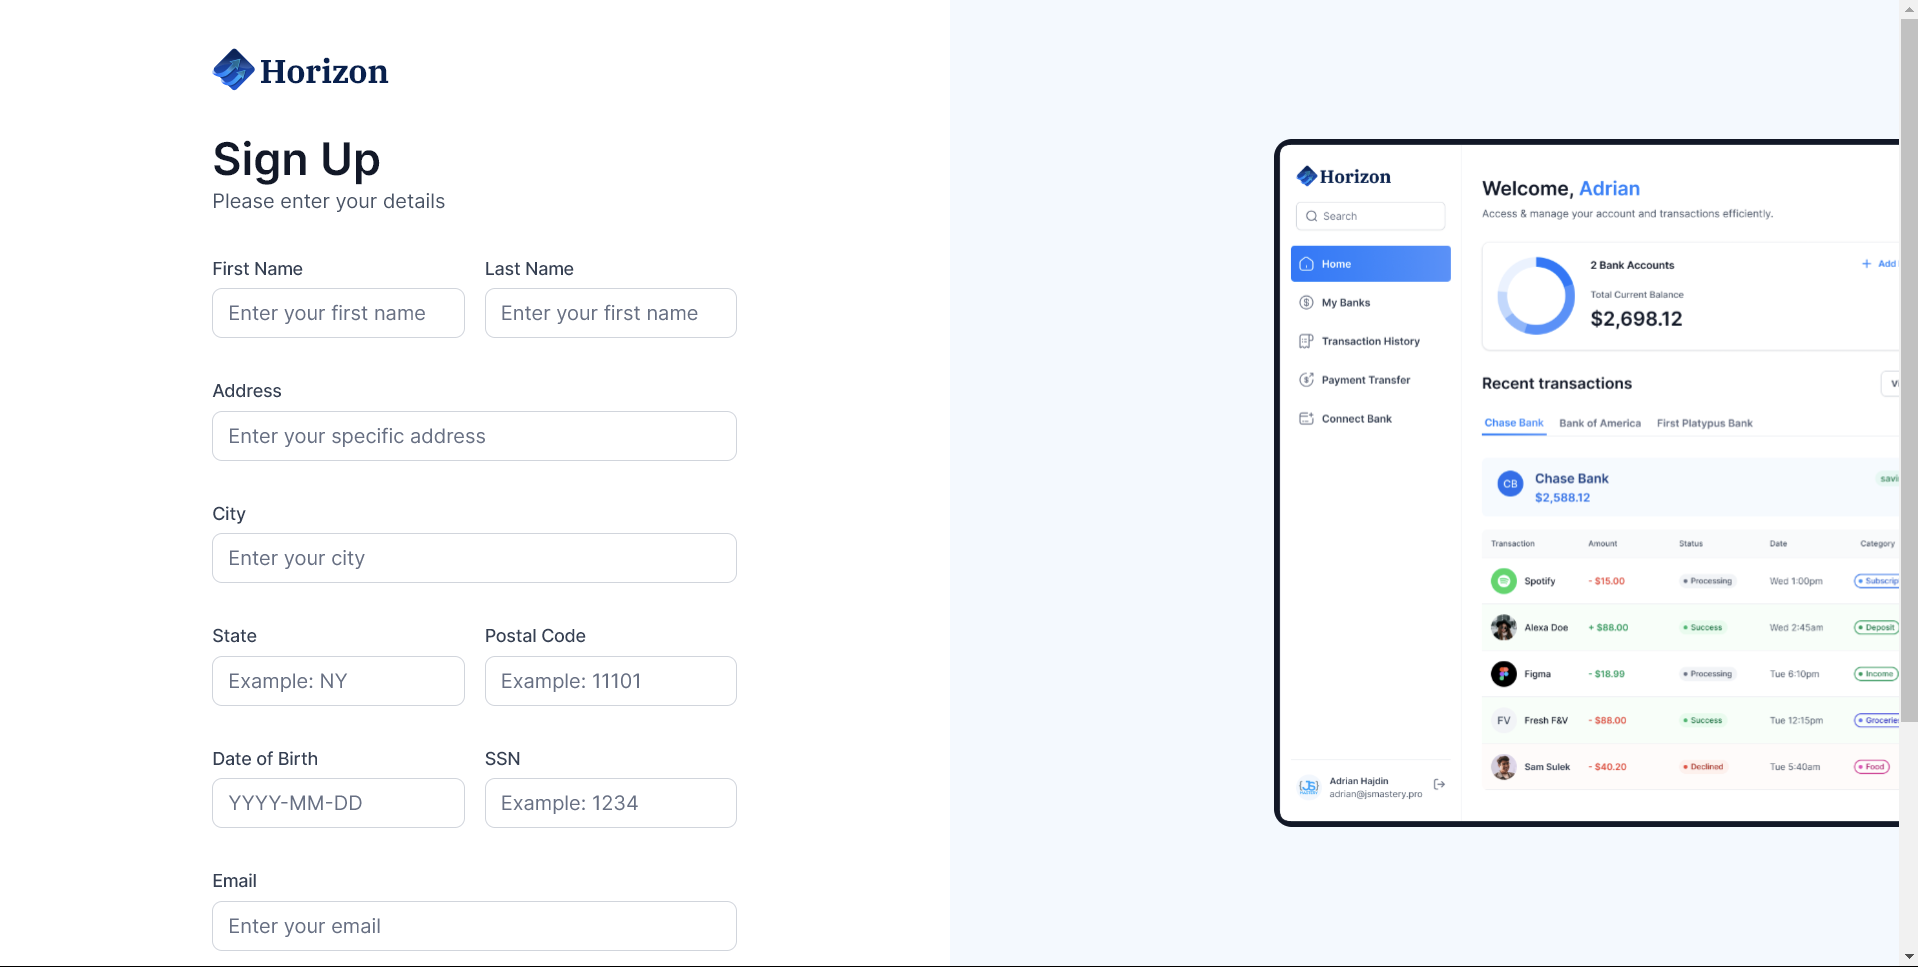 Horizon
Sign Up
Please enter your details
First Name
Last Name
Enter your first name
Enter your first name
Address
Enter your specific address
City
Enter your city
State
Postal Code
Example: NY
Example: 11101
Date of Birth
SSN
YYYY-MM-DD
Example: 1234
Email
Enter your email
Horizon
Search
Home
My Banks
Transaction History
Payment Transfer
Connect Bank
Adrian Hajdin
adrian@jsmastery.pro
Welcome, Adrian
Access & manage your account and transactions efficiently.
2 Bank Accounts
+ Add
Total Current Balance
$2,698.12
Recent transactions
Chase Bank Bank of America First Platypus Bank
CB
Chase Bank
$2,588.12
Transaction Amount Status Date Category
Spotify - $15.00 Processing Wed 1:00pm Subscrip
Alexa Doe + $88.00 Success Wed 2:45am Deposit
Figma - $18.99 Processing Tue 6:10pm Income
FV Fresh F&V - $88.00 Success Tue 12:15pm Groceries
Sam Sulek - $40.20 Declined Tue 5:40am Food